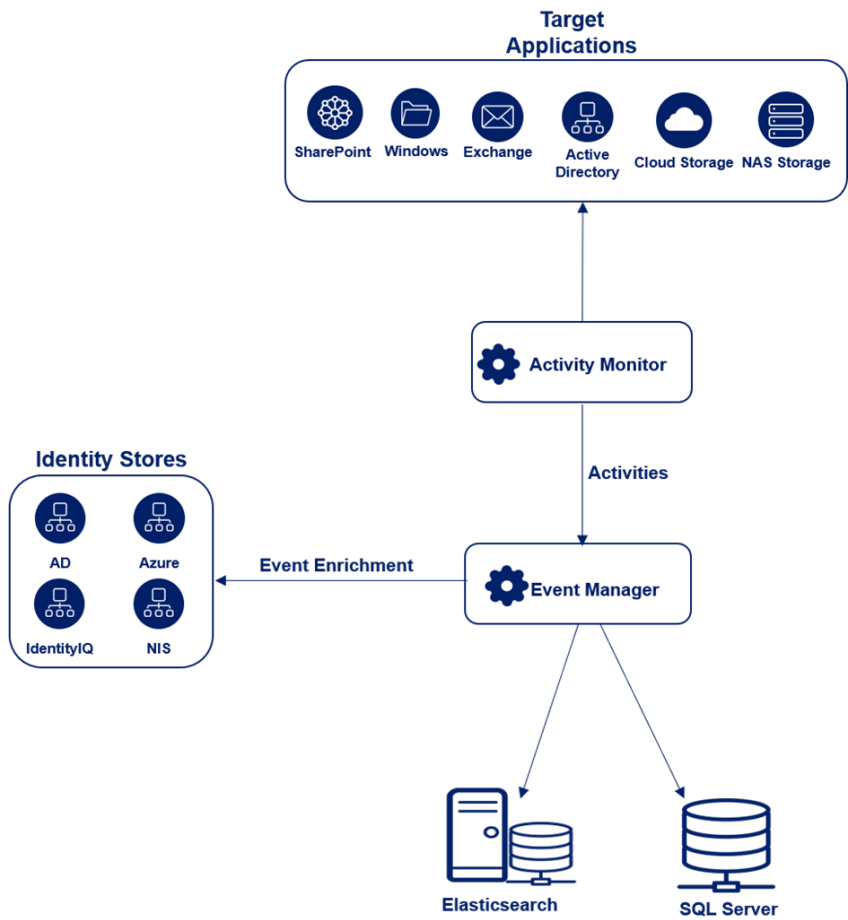 Target
Applications
SharePoint
Windows
Exchange
Active
Directory
Cloud Storage
NAS Storage
Activity Monitor
Activities
Identity Stores
AD
Azure
IdentityIQ
NIS
Event Enrichment
Event Manager
Elasticsearch
SQL Server